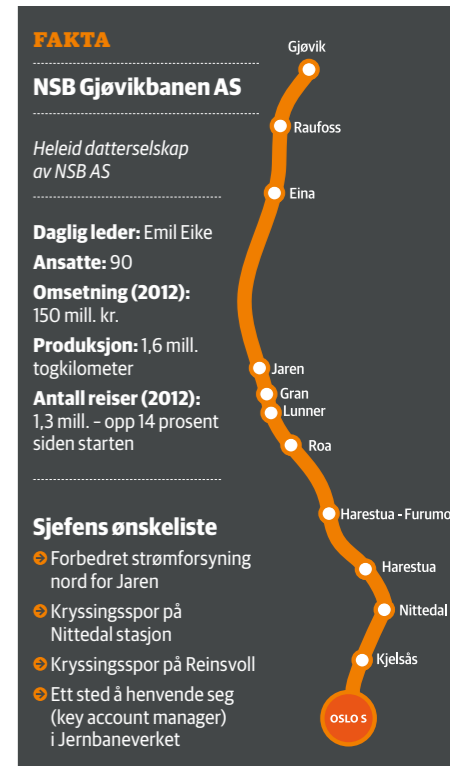 FAKTA
NSB Gjøvikbanen AS
Heleid datterselskap
av NSB AS
Daglig leder: Emil Eike
Ansatte: 90
Omsetning (2012):
150 mill. kr.
Produksjon: 1,6 mill.
togkilometer
Antall reiser (2012):
1,3 mill. – opp 14 prosent
siden starten
Sjefens ønskeliste
Forbedret strømforsyning
nord for Jaren
Kryssingsspor på
Nittedal stasjon
Kryssingsspor på Reinsvoll
Ett sted å henvende seg
(key account manager)
i Jernbaneverket
Gjøvik
Raufoss
Eina
Jaren
Gran
Lunner
Roa
Harestua - Furumo
Harestua
Nittedal
Kjelsås
OSLO S